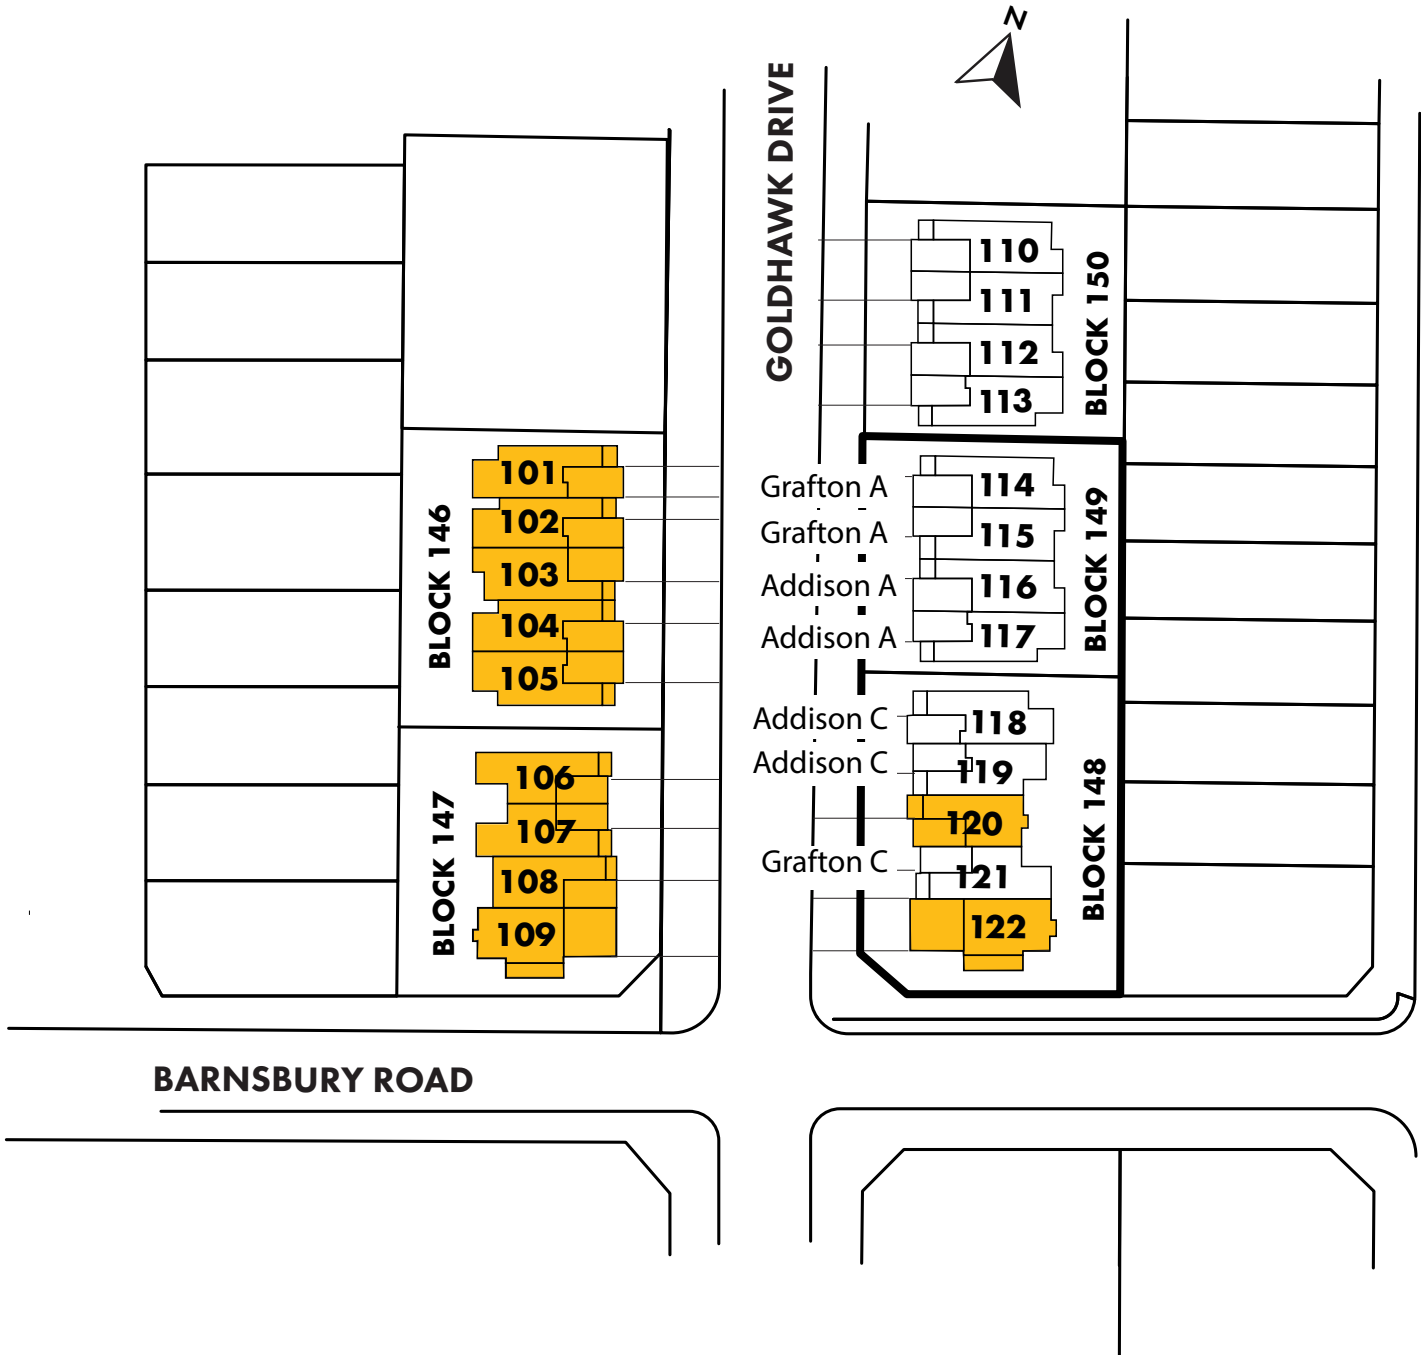 N
GOLDHAWK DRIVE
110
111
112
113
BLOCK 150
101
102
103
104
105
BLOCK 146
Grafton A
114
Grafton A
115
Addison A
116
Addison A
117
BLOCK 149
106
107
108
109
BLOCK 147
Addison C
118
Addison C
119
120
Grafton C
121
122
BLOCK 148
BARNSBURY ROAD